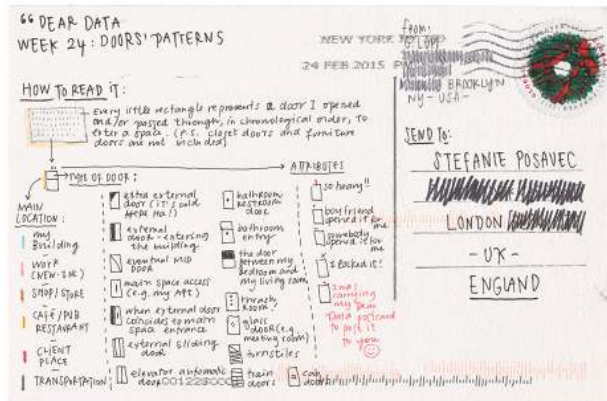 “ DEAR DATA
WEEK 24: DOORS' PATTERNS
NEW YORK NY
24 FEB 2015 PM
FROM:
G. LUPI
BROOKLYN
NY - USA -
HOW TO READ IT:
every little rectangle represents a door I opened
and/or passed through, in chronological order, to
enter a space. (P.S. closet doors and furniture
doors are not included)
SEND TO:
STEFANIE POSAVEC
LONDON
- UK -
ENGLAND
TYPE OF DOOR:
ATTRIBUTES
MAIN
LOCATION:
my
Building
WORK
(NEW-INC)
SHOP/STORE
CAFÉ/PUB
RESTAURANT
CLIENT
PLACE
TRANSPORTATION
extra external
door (it's cold
here ha!)
external
door - entering
the building
eventual MID
DOOR
main space access
(e.g. my APT)
when external door
coincides to main
space entrance
external sliding
door
elevator automatic
door
bathroom
restroom
door
bathroom
entry
the door
between my
bedroom and
my living room
thrash
Room!
glass
door (e.g.
meeting room)
turnstiles
train
doors
cab
doors
so heavy!!
boyfriend
opened it for
me
somebody
opened it for
me
I locked it!
I was
carrying
my Dear
Data postcard
to post it
to you